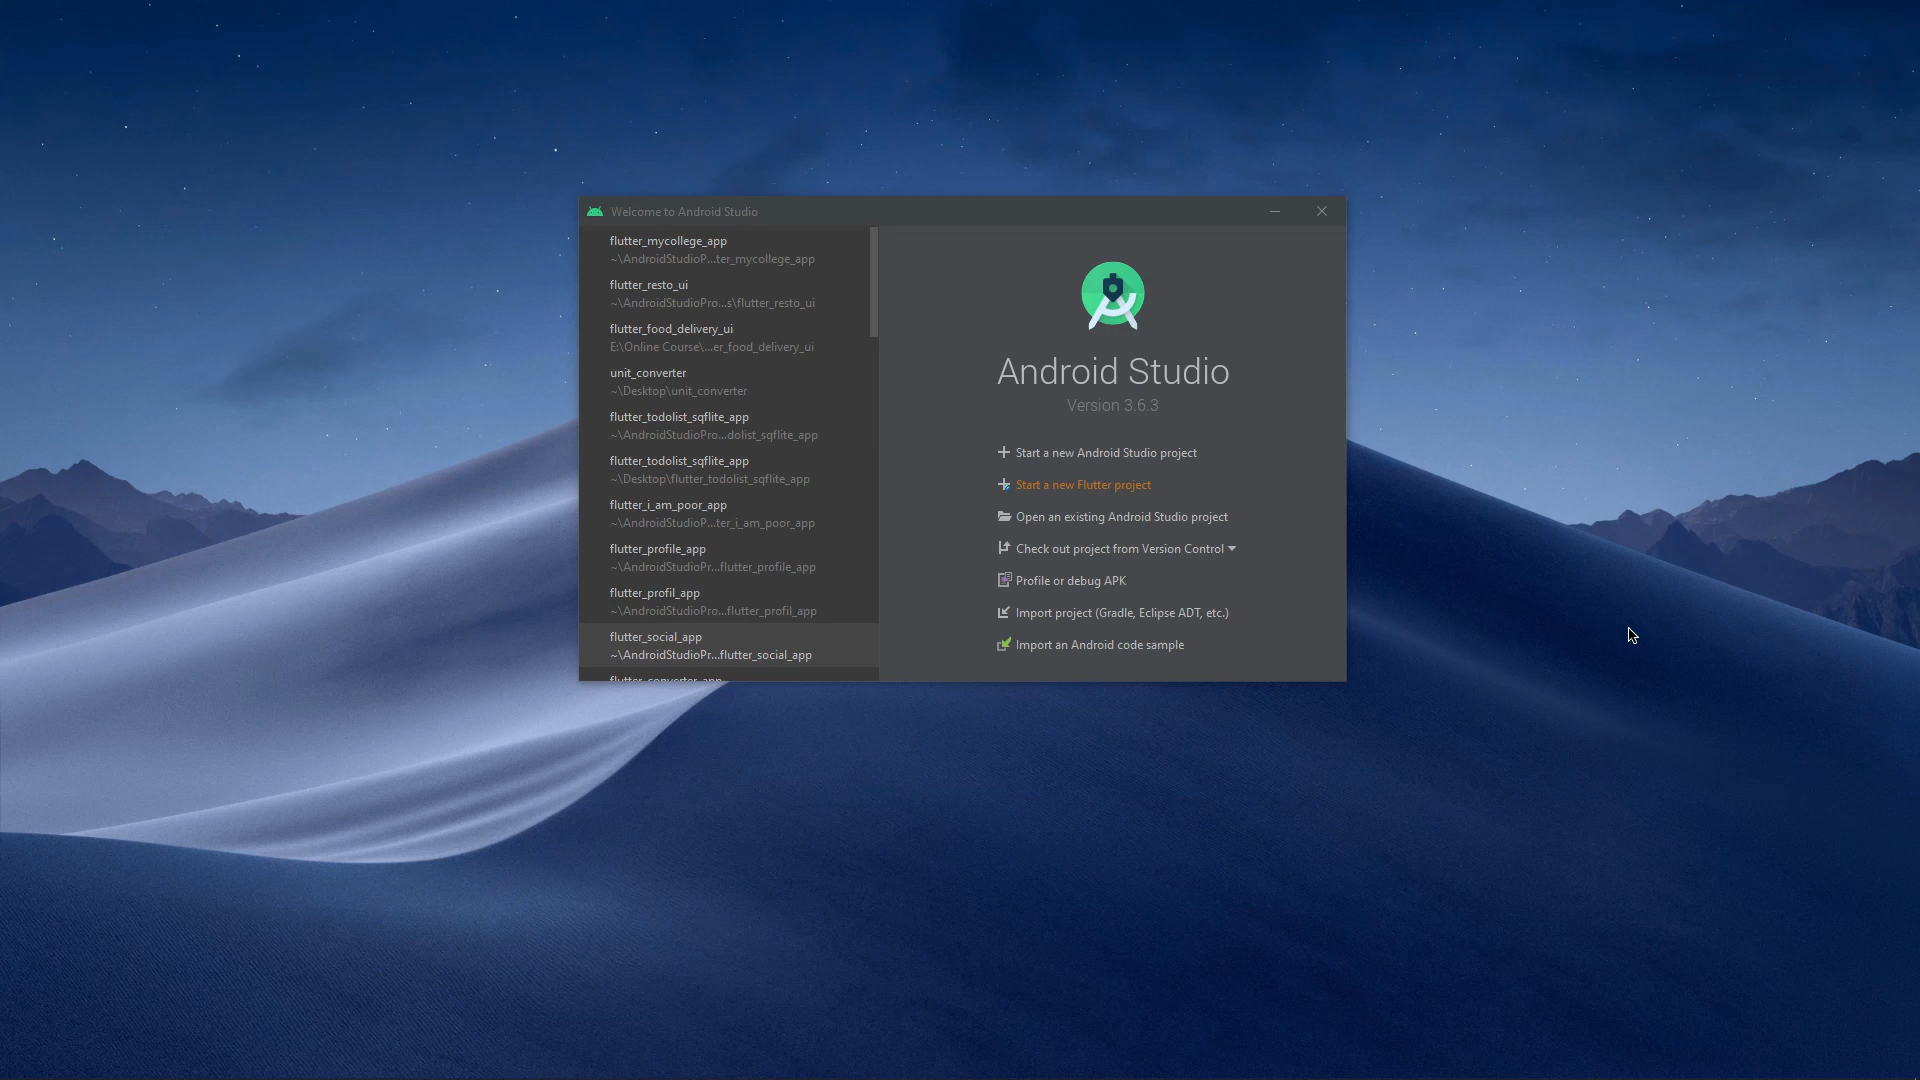 Welcome to Android Studio
flutter_mycollege_app
~\AndroidStudioP...ter_mycollege_app
flutter_resto_ui
~\AndroidStudioPro...s\flutter_resto_ui
flutter_food_delivery_ui
E:\Online Course\...er_food_delivery_ui
unit_converter
~\Desktop\unit_converter
flutter_todolist_sqflite_app
~\AndroidStudioPro...dolist_sqflite_app
flutter_todolist_sqflite_app
~\Desktop\flutter_todolist_sqflite_app
flutter_i_am_poor_app
~\AndroidStudioP...ter_i_am_poor_app
flutter_profile_app
~\AndroidStudioPr...flutter_profile_app
flutter_profil_app
~\AndroidStudioPro...flutter_profil_app
flutter_social_app
~\AndroidStudioPr...flutter_social_app
flutter_converter_app
Android Studio
Version 3.6.3
Start a new Android Studio project
Start a new Flutter project
Open an existing Android Studio project
Check out project from Version Control
Profile or debug APK
Import project (Gradle, Eclipse ADT, etc.)
Import an Android code sample